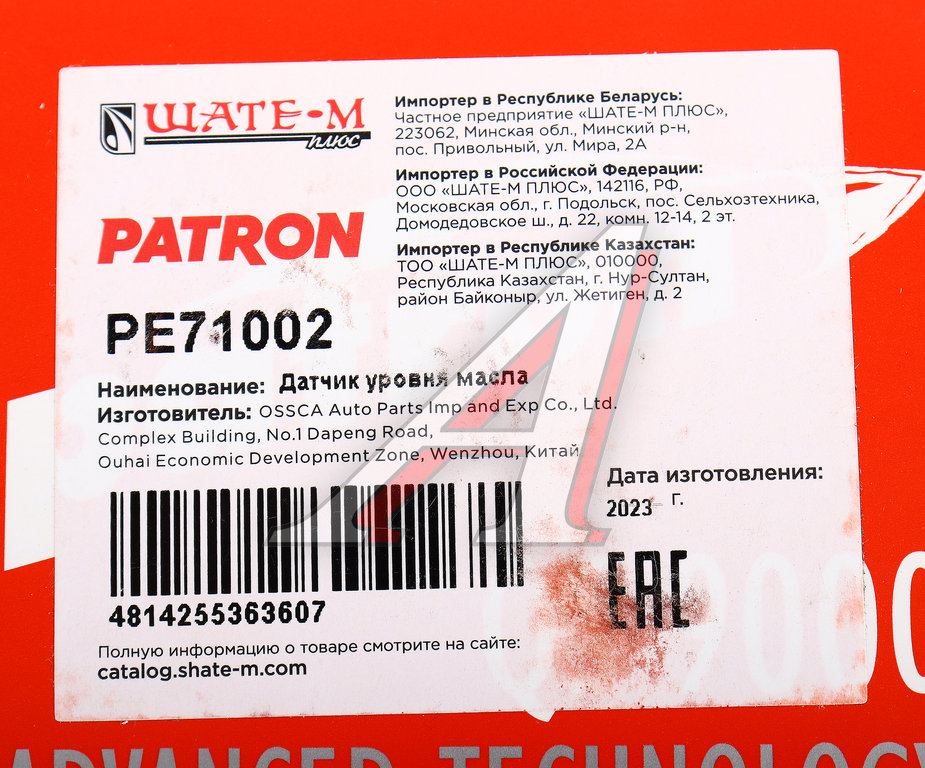 ШАТЕ-М
плюс
Импортер в Республике Беларусь:
Частное предприятие «ШАТЕ-М ПЛЮС»,
223062, Минская обл., Минский р-н,
пос. Привольный, ул. Мира, 2А
Импортер в Российской Федерации:
ООО «ШАТЕ-М ПЛЮС», 142116, РФ,
Московская обл., г. Подольск, пос. Сельхозтехника,
Домодедовское ш., д. 22, комн. 12-14, 2 эт.
Импортер в Республике Казахстан:
ТОО «ШАТЕ-М ПЛЮС», 010000,
Республика Казахстан, г. Нур-Султан,
район Байконыр, ул. Жетиген, д. 2
PATRON
PE71002
Наименование: Датчик уровня масла
Изготовитель: OSSCA Auto Parts Imp and Exp Co., Ltd.
Complex Building, No.1 Dapeng Road,
Ouhai Economic Development Zone, Wenzhou, Китай
Дата изготовления:
2023 г.
4814255363607
EAC
Полную информацию о товаре смотрите на сайте:
catalog.shate-m.com
ADVANCED TECHNOLOGY